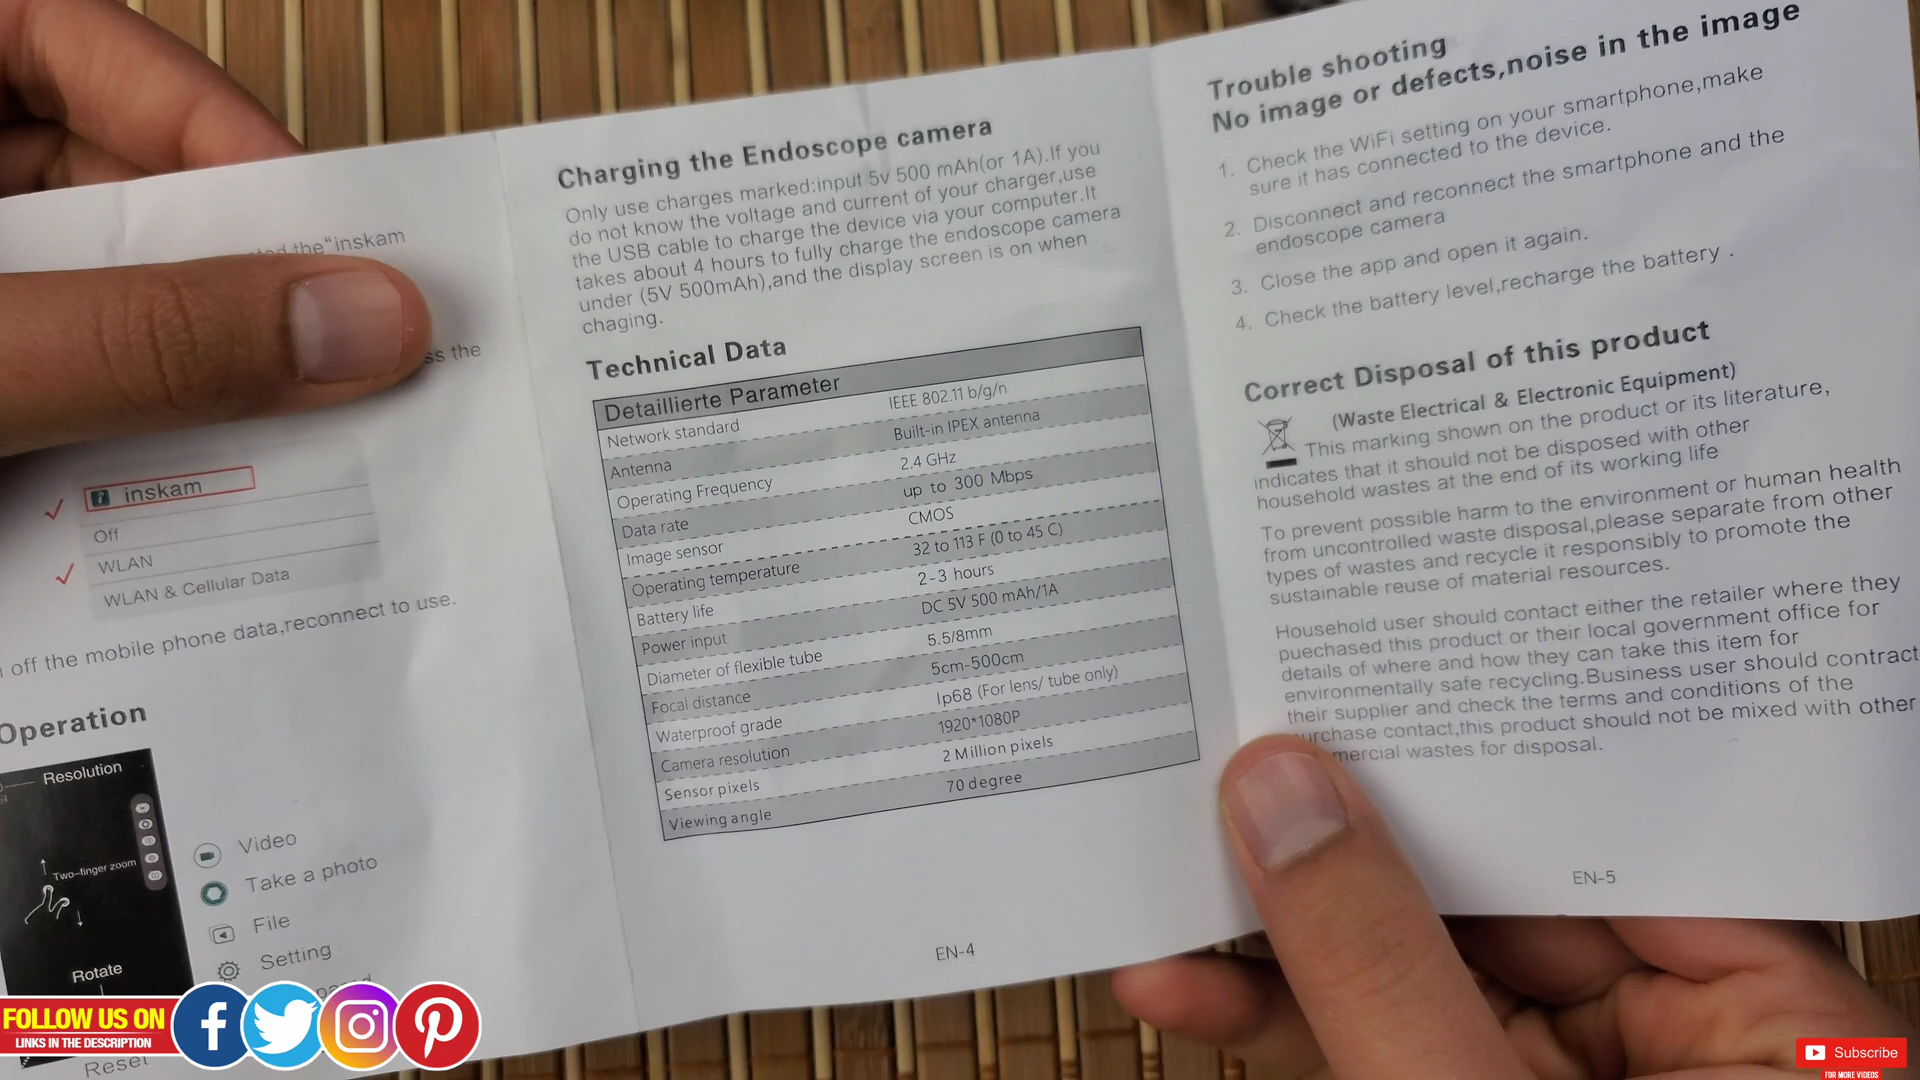 the“inskam
ss the
inskam
Off
WLAN
WLAN & Cellular Data
off the mobile phone data,reconnect to use.
Operation
Resolution
Two-finger zoom
Rotate
Video
Take a photo
File
Setting
Reset
Charging the Endoscope camera
Only use charges marked:input 5v 500 mAh(or 1A).If you
do not know the voltage and current of your charger,use
the USB cable to charge the device via your computer.It
takes about 4 hours to fully charge the endoscope camera
under (5V 500mAh),and the display screen is on when
chaging.
Technical Data
Detaillierte Parameter
Network standard IEEE 802.11 b/g/n
Antenna Built-in IPEX antenna
Operating Frequency 2.4 GHz
Data rate up to 300 Mbps
Image sensor CMOS
Operating temperature 32 to 113 F (0 to 45 C)
Battery life 2-3 hours
Power input DC 5V 500 mAh/1A
Diameter of flexible tube 5.5/8mm
Focal distance 5cm-500cm
Waterproof grade Ip68 (For lens/ tube only)
Camera resolution 1920*1080P
Sensor pixels 2 Million pixels
Viewing angle 70 degree
EN-4
Trouble shooting
No image or defects,noise in the image
1. Check the WiFi setting on your smartphone,make
sure it has connected to the device.
2. Disconnect and reconnect the smartphone and the
endoscope camera
3. Close the app and open it again.
4. Check the battery level,recharge the battery .
Correct Disposal of this product
(Waste Electrical & Electronic Equipment)
This marking shown on the product or its literature,
indicates that it should not be disposed with other
household wastes at the end of its working life
To prevent possible harm to the environment or human health
from uncontrolled waste disposal,please separate from other
types of wastes and recycle it responsibly to promote the
sustainable reuse of material resources.
Household user should contact either the retailer where they
puechased this product or their local government office for
details of where and how they can take this item for
environmentally safe recycling.Business user should contract
their supplier and check the terms and conditions of the
urchase contact,this product should not be mixed with other
mercial wastes for disposal.
EN-5
FOLLOW US ON
LINKS IN THE DESCRIPTION
Subscribe
FOR MORE VIDEOS